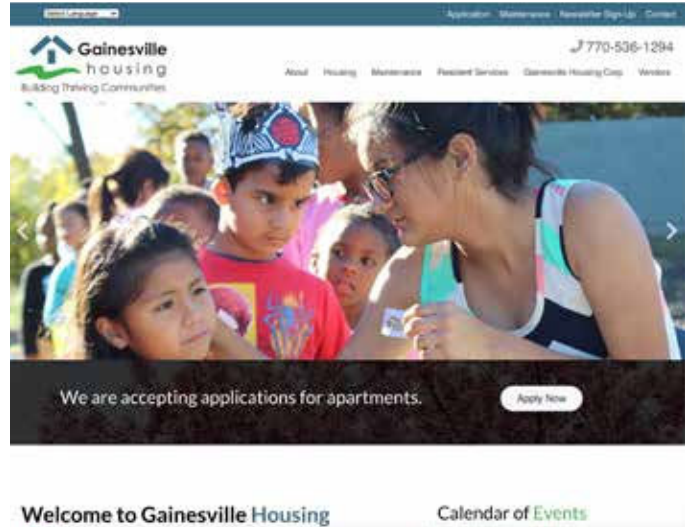 Select Language
Application Maintenance Newsletter Sign-Up Contact
Gainesville
housing
Building Thriving Communities
770-536-1294
About Housing Maintenance Resident Services Gainesville Housing Corp Vendors
We are accepting applications for apartments.
Apply Now
Welcome to Gainesville Housing
Calendar of Events